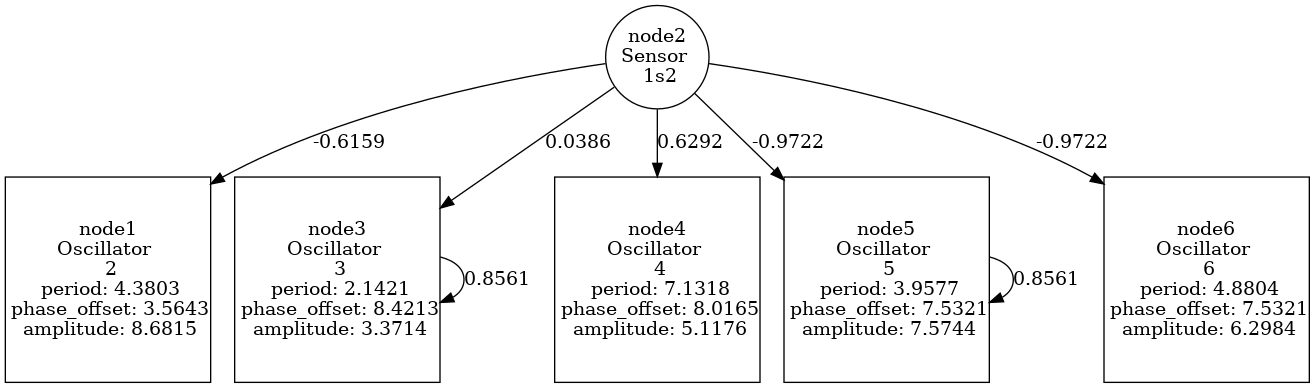 node2
Sensor
1s2
-0.6159
0.0386
0.6292
-0.9722
-0.9722
node1
Oscillator
2
period: 4.3803
phase_offset: 3.5643
amplitude: 8.6815
node3
Oscillator
3
period: 2.1421
phase_offset: 8.4213
amplitude: 3.3714
0.8561
node4
Oscillator
4
period: 7.1318
phase_offset: 8.0165
amplitude: 5.1176
node5
Oscillator
5
period: 3.9577
phase_offset: 7.5321
amplitude: 7.5744
0.8561
node6
Oscillator
6
period: 4.8804
phase_offset: 7.5321
amplitude: 6.2984